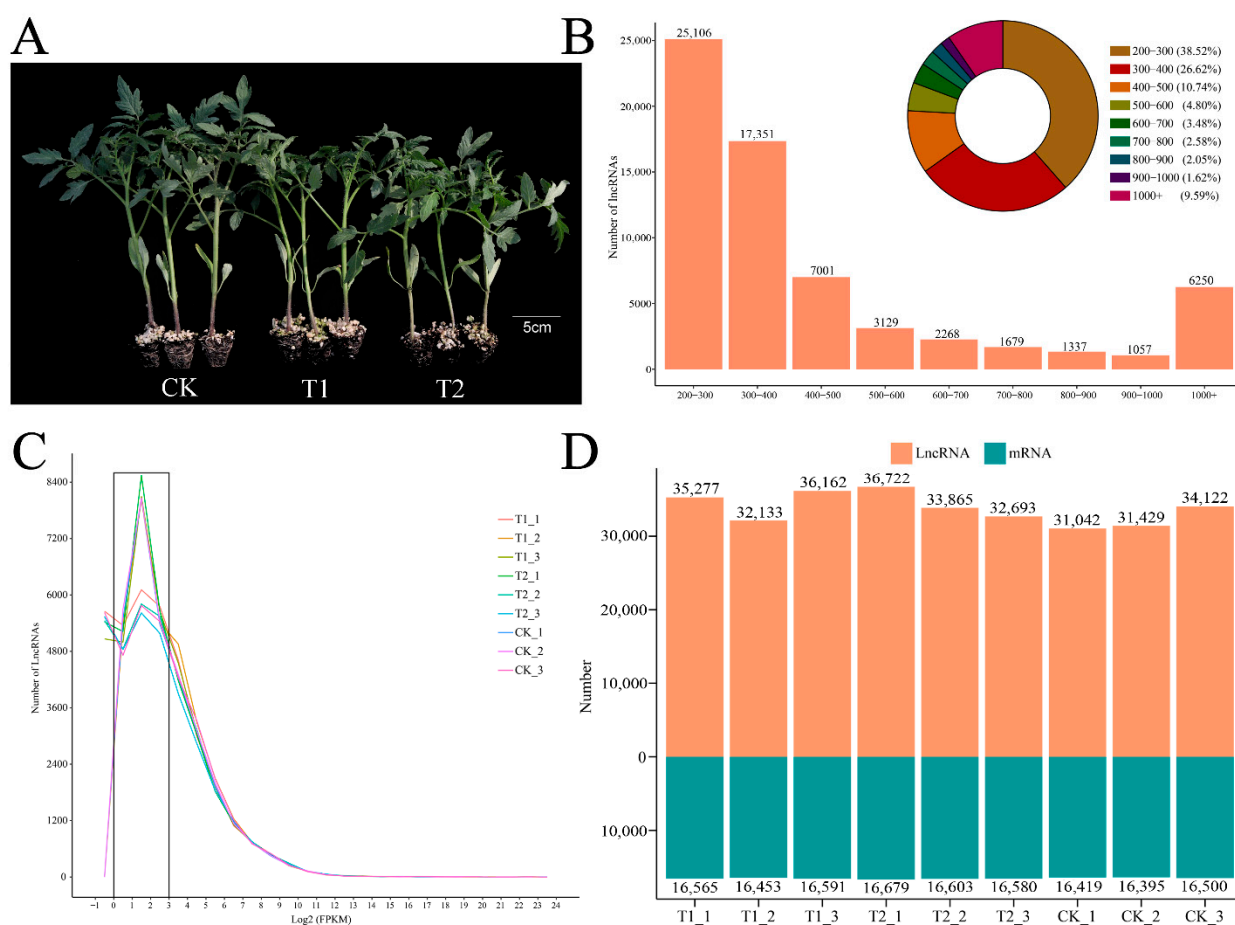 A
CK
T1
T2
5cm
B
Number of lncRNAs
25,000
20,000
15,000
10,000
5000
0
25,106
17,351
7001
3129
2268
1679
1337
1057
6250
200−300
300−400
400−500
500−600
600−700
700−800
800−900
900−1000
1000+
200−300 (38.52%)
300−400 (26.62%)
400−500 (10.74%)
500−600 (4.80%)
600−700 (3.48%)
700−800 (2.58%)
800−900 (2.05%)
900−1000 (1.62%)
1000+ (9.59%)
C
Number of LncRNAs
8400
7200
6000
4800
3600
2400
1200
0
−1 0 1 2 3 4 5 6 7 8 9 10 11 12 13 14 15 16 17 18 19 20 21 22 23 24
Log2 (FPKM)
T1_1
T1_2
T1_3
T2_1
T2_2
T2_3
CK_1
CK_2
CK_3
D
LncRNA mRNA
Number
30,000
20,000
10,000
0
10,000
35,277
32,133
36,162
36,722
33,865
32,693
31,042
31,429
34,122
16,565
16,453
16,591
16,679
16,603
16,580
16,419
16,395
16,500
T1_1
T1_2
T1_3
T2_1
T2_2
T2_3
CK_1
CK_2
CK_3